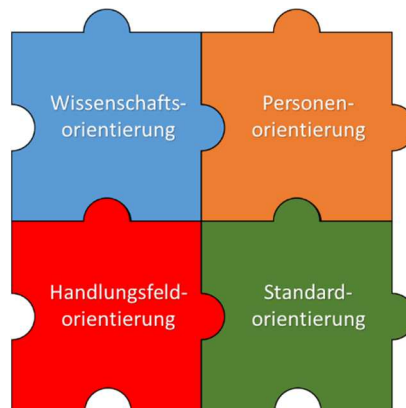 Wissenschafts-
orientierung
Personen-
orientierung
Handlungsfeld-
orientierung
Standard-
orientierung